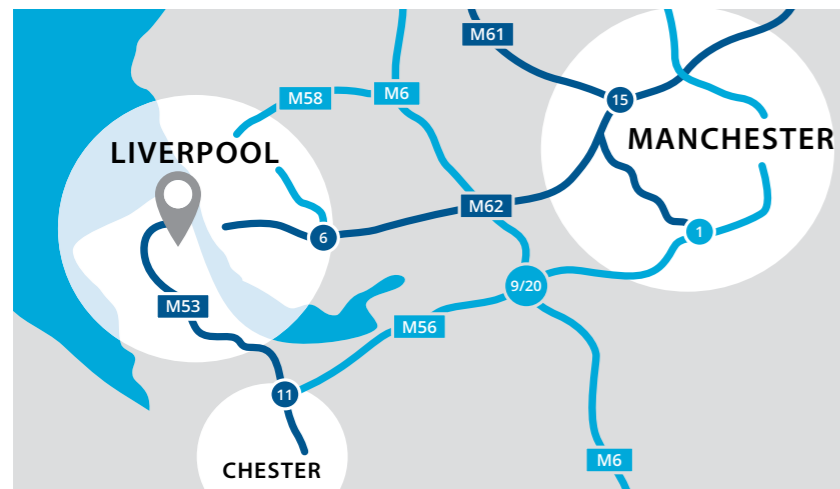 M61
M58
M6
15
LIVERPOOL
MANCHESTER
M62
6
1
9/20
M53
M56
11
CHESTER
M6